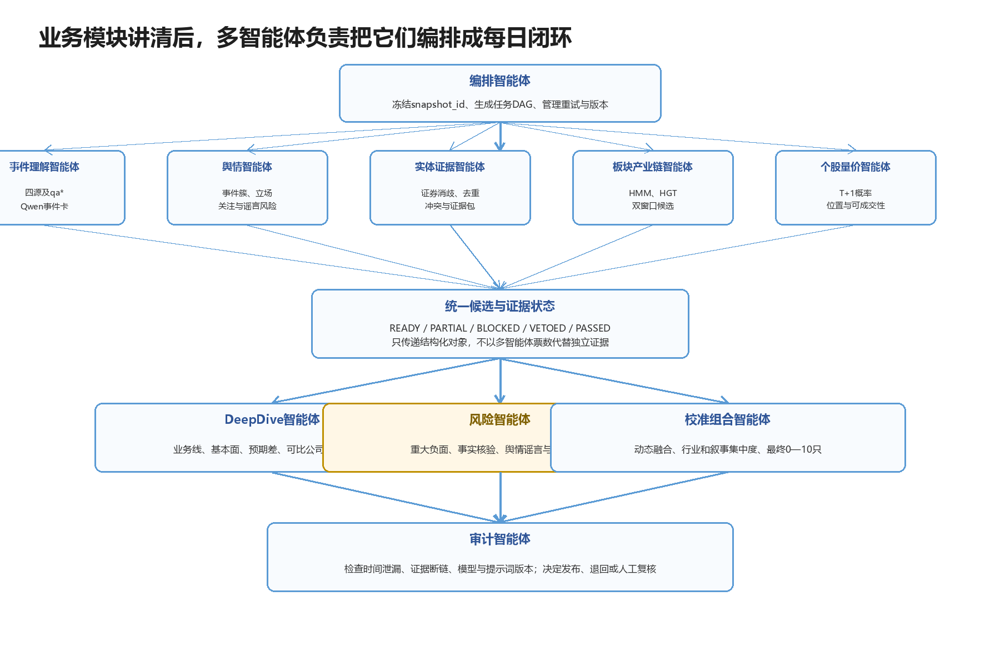 业务模块讲清后，多智能体负责把它们编排成每日闭环
编排智能体
冻结snapshot_id、生成任务DAG、管理重试与版本
事件理解智能体
四源及qa*
Qwen事件卡
舆情智能体
事件簇、立场
关注与谣言风险
实体证据智能体
证券消歧、去重
冲突与证据包
板块产业链智能体
HMM、HGT
双窗口候选
个股量价智能体
T+1概率
位置与可成交性
统一候选与证据状态
READY / PARTIAL / BLOCKED / VETOED / PASSED
只传递结构化对象，不以多智能体票数代替独立证据
DeepDive智能体
业务线、基本面、预期差、可比公司
风险智能体
重大负面、事实核验、舆情谣言与
校准组合智能体
动态融合、行业和叙事集中度、最终0—10只
审计智能体
检查时间泄漏、证据断链、模型与提示词版本；决定发布、退回或人工复核